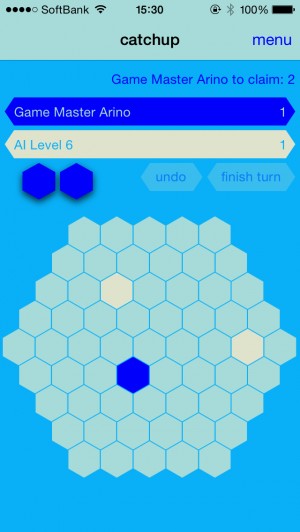 SoftBank 15:30 100%
catchup menu
Game Master Arino to claim: 2
Game Master Arino 1
AI Level 6 1
undo finish turn